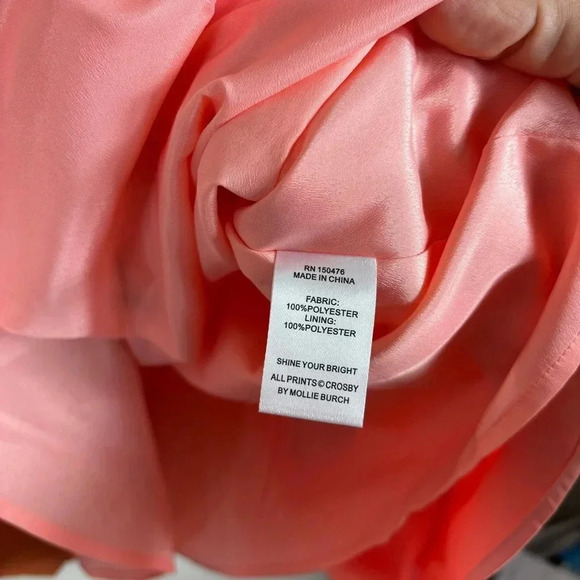 RN 150476
MADE IN CHINA
FABRIC:
100%POLYESTER
LINING:
100%POLYESTER
SHINE YOUR BRIGHT
ALL PRINTS © CROSBY
BY MOLLIE BURCH